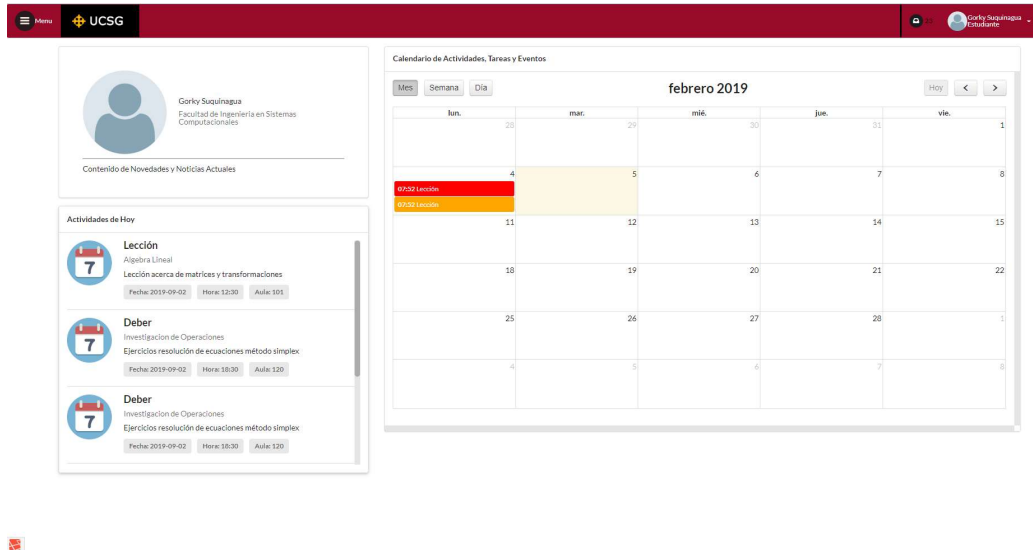 Menu
UCSG
Gorky Suquinagua
Estudiante
Gorky Suquinagua
Facultad de Ingeniería en Sistemas
Computacionales
Contenido de Novedades y Noticias Actuales
Actividades de Hoy
7
Lección
Algebra Lineal
Lección acerca de matrices y transformaciones
Fecha: 2019-09-02 Hora: 12:30 Aula: 101
7
Deber
Investigacion de Operaciones
Ejercicios resolución de ecuaciones método simplex
Fecha: 2019-09-02 Hora: 18:30 Aula: 120
7
Deber
Investigacion de Operaciones
Ejercicios resolución de ecuaciones método simplex
Fecha: 2019-09-02 Hora: 18:30 Aula: 120
Calendario de Actividades, Tareas y Eventos
Mes Semana Día
febrero 2019
Hoy
lun. mar. mié. jue. vie.
28 29 30 31 1
4 5 6 7 8
07:52 Lección
07:52 Lección
11 12 13 14 15
18 19 20 21 22
25 26 27 28 1
4 5 6 7 8